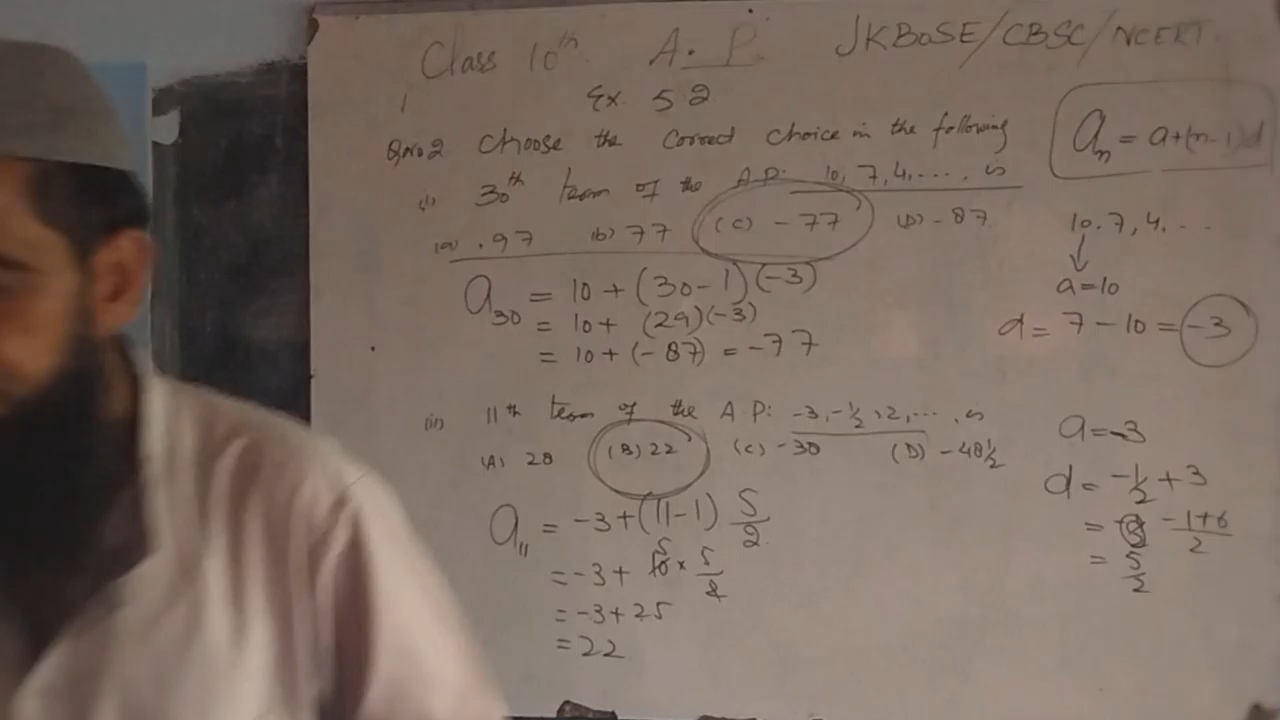 Class 10th A.P. JKBOSE/CBSC/NCERT
Ex. 5.2
Qno 2 Choose the Correct Choice in the following
an = a+(n-1)d
(i) 30th term of the A.P: 10, 7, 4, .... is
(a) .97 (b) 77 (C) -77 (D) -87
10, 7, 4, ...
a=10
d = 7 - 10 = -3
a30 = 10 + (30-1)(-3)
= 10 + (29)(-3)
= 10 + (-87) = -77
(ii) 11th term of the A P: -3, -1/2, 2, ... is
(A) 28 (B) 22 (C) -30 (D) -48 1/2
a=-3
d = -1/2 + 3
= -1+6/2
= 5/2
a11 = -3+(11-1) 5/2
= -3+ 10 × 5/2
= -3+25
= 22